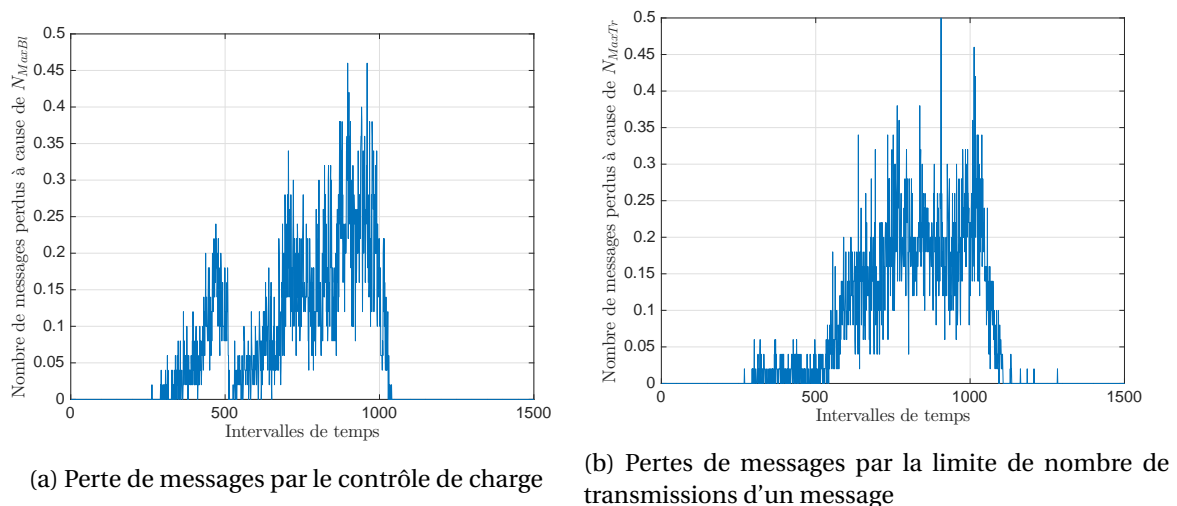 Nombre de messages perdus à cause de N_{MaxBl}
0.5
0.45
0.4
0.35
0.3
0.25
0.2
0.15
0.1
0.05
0
0 500 1000 1500
Intervalles de temps
(a) Perte de messages par le contrôle de charge
Nombre de messages perdus à cause de N_{MaxTr}
0.5
0.45
0.4
0.35
0.3
0.25
0.2
0.15
0.1
0.05
0
0 500 1000 1500
Intervalles de temps
(b) Pertes de messages par la limite de nombre de
transmissions d'un message